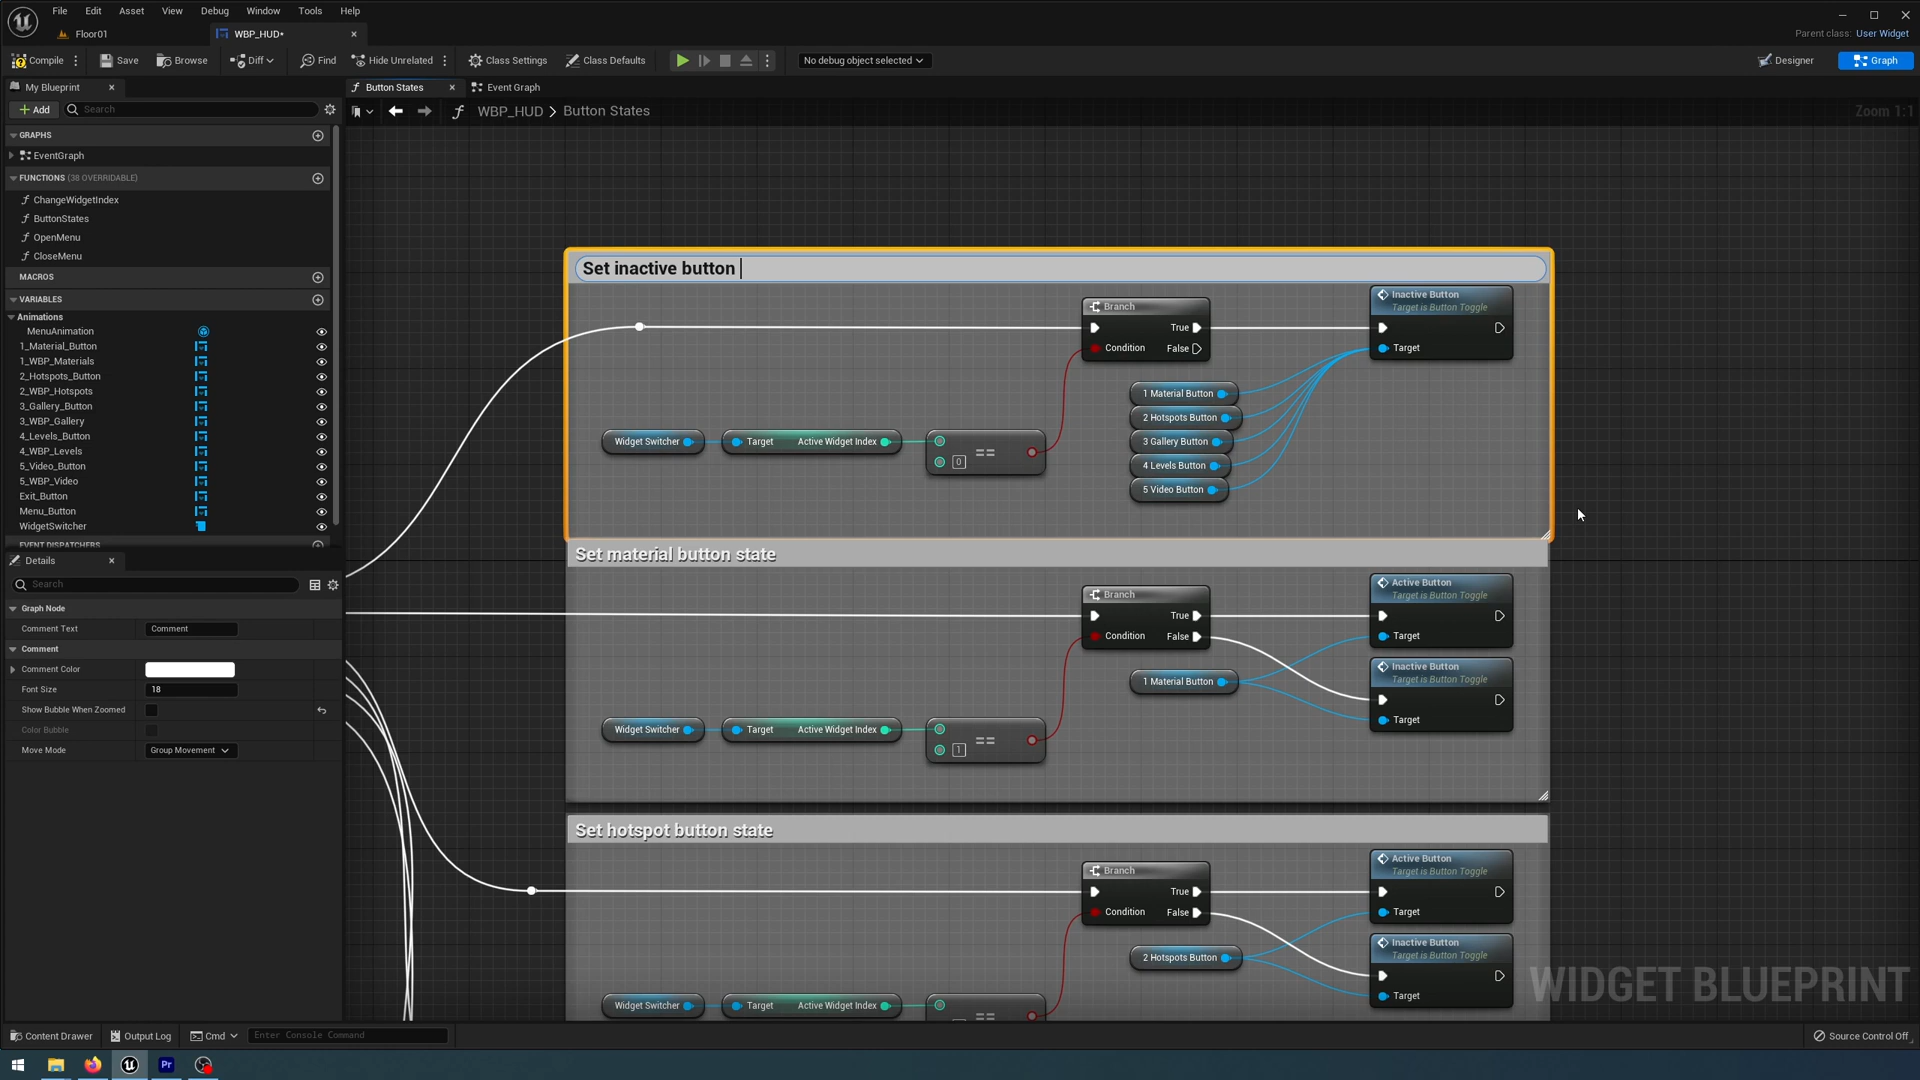 File Edit Asset View Debug Window Tools Help
Floor01
WBP_HUD*
Parent class: User Widget
Compile Save Browse Diff Find Hide Unrelated Class Settings Class Defaults No debug object selected Designer Graph
My Blueprint Button States Event Graph
Add Search WBP_HUD > Button States Zoom 1:1
GRAPHS
EventGraph
FUNCTIONS (38 OVERRIDABLE)
ChangeWidgetIndex
ButtonStates
OpenMenu
CloseMenu
MACROS
VARIABLES
Animations
MenuAnimation
1_Material_Button
1_WBP_Materials
2_Hotspots_Button
2_WBP_Hotspots
3_Gallery_Button
3_WBP_Gallery
4_Levels_Button
4_WBP_Levels
5_Video_Button
5_WBP_Video
Exit_Button
Menu_Button
WidgetSwitcher
EVENT DISPATCHERS
Details
Search
Graph Node
Comment Text Comment
Comment
Comment Color
Font Size 18
Show Bubble When Zoomed
Color Bubble
Move Mode Group Movement
Set inactive button
Branch
True
Condition False
Inactive Button
Target is Button Toggle
Target
1 Material Button
2 Hotspots Button
3 Gallery Button
4 Levels Button
5 Video Button
Widget Switcher Target Active Widget Index == 0
Set material button state
Branch
True
Condition False
Active Button
Target is Button Toggle
Target
Inactive Button
Target is Button Toggle
Target
1 Material Button
Widget Switcher Target Active Widget Index == 1
Set hotspot button state
Branch
True
Condition False
Active Button
Target is Button Toggle
Target
Inactive Button
Target is Button Toggle
Target
2 Hotspots Button
Widget Switcher Target Active Widget Index ==
WIDGET BLUEPRINT
Content Drawer Output Log Cmd Enter Console Command Source Control Off
Pr